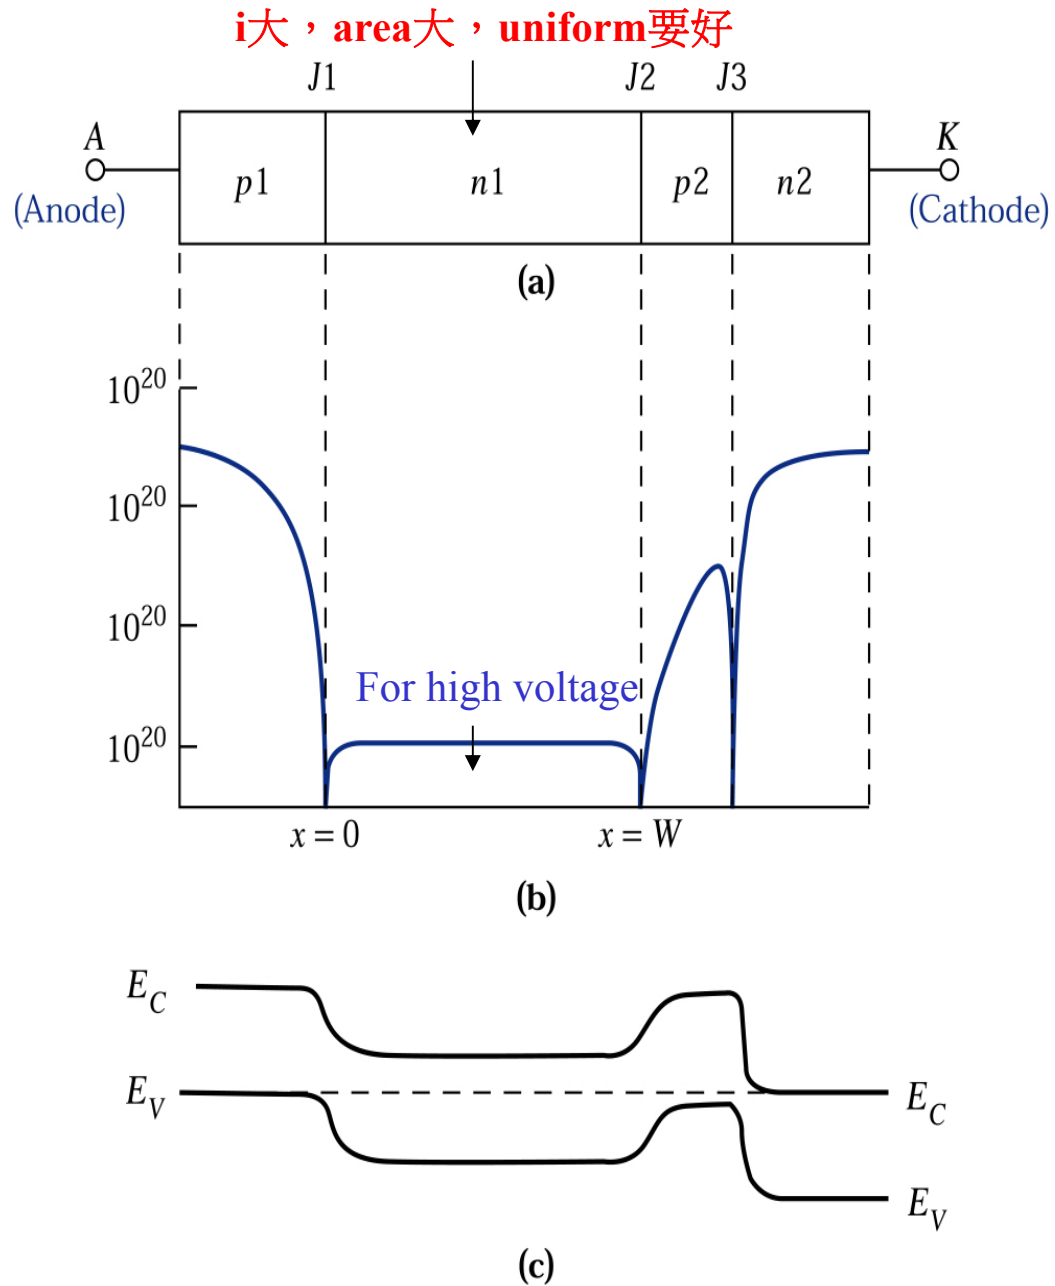 i大，area大，uniform要好
J1 J2 J3
A K
p1 n1 p2 n2
(Anode) (Cathode)
(a)
10^20
10^20
10^20
For high voltage
10^20
x = 0 x = W
(b)
E_C
E_V E_C
E_V
(c)